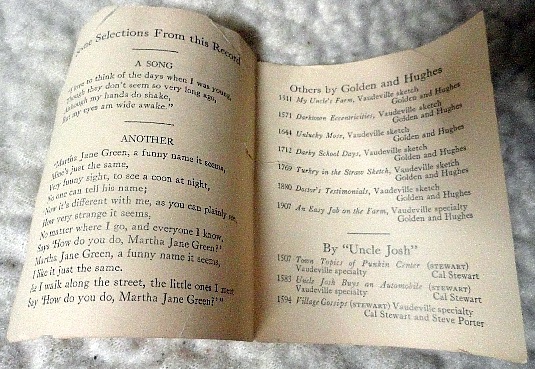 Some Selections From this Record
A SONG
love to think of the days when I was young,
Though they don't seem so very long ago,
Although my hands do shake,
But my eyes am wide awake."
ANOTHER
"Martha Jane Green, a funny name it seems,
Mine's just the same,
Very funny sight, to see a coon at night,
No one can tell his name;
Now it's different with me, as you can plainly see,
How very strange it seems,
No matter where I go, and everyone I know,
Says 'How do you do, Martha Jane Green?'
Martha Jane Green, a funny name it seems,
I like it just the same.
As I walk along the street, the little ones I meet
Say 'How do you do, Martha Jane Green?'"
Others by Golden and Hughes
1511 My Uncle's Farm, Vaudeville sketch
Golden and Hughes
1571 Darktown Eccentricities, Vaudeville sketch
Golden and Hughes
1644 Unlucky Mose, Vaudeville sketch
Golden and Hughes
1712 Darky School Days, Vaudeville sketch
Golden and Hughes
1769 Turkey in the Straw Sketch, Vaudeville sketch
Golden and Hughes
1880 Doctor's Testimonials, Vaudeville sketch
Golden and Hughes
1907 An Easy Job on the Farm, Vaudeville specialty
Golden and Hughes
By "Uncle Josh"
1507 Town Topics of Punkin Center (STEWART)
Vaudeville specialty Cal Stewart
1583 Uncle Josh Buys an Automobile (STEWART)
Vaudeville specialty Cal Stewart
1594 Village Gossips (STEWART) Vaudeville specialty
Cal Stewart and Steve Porter